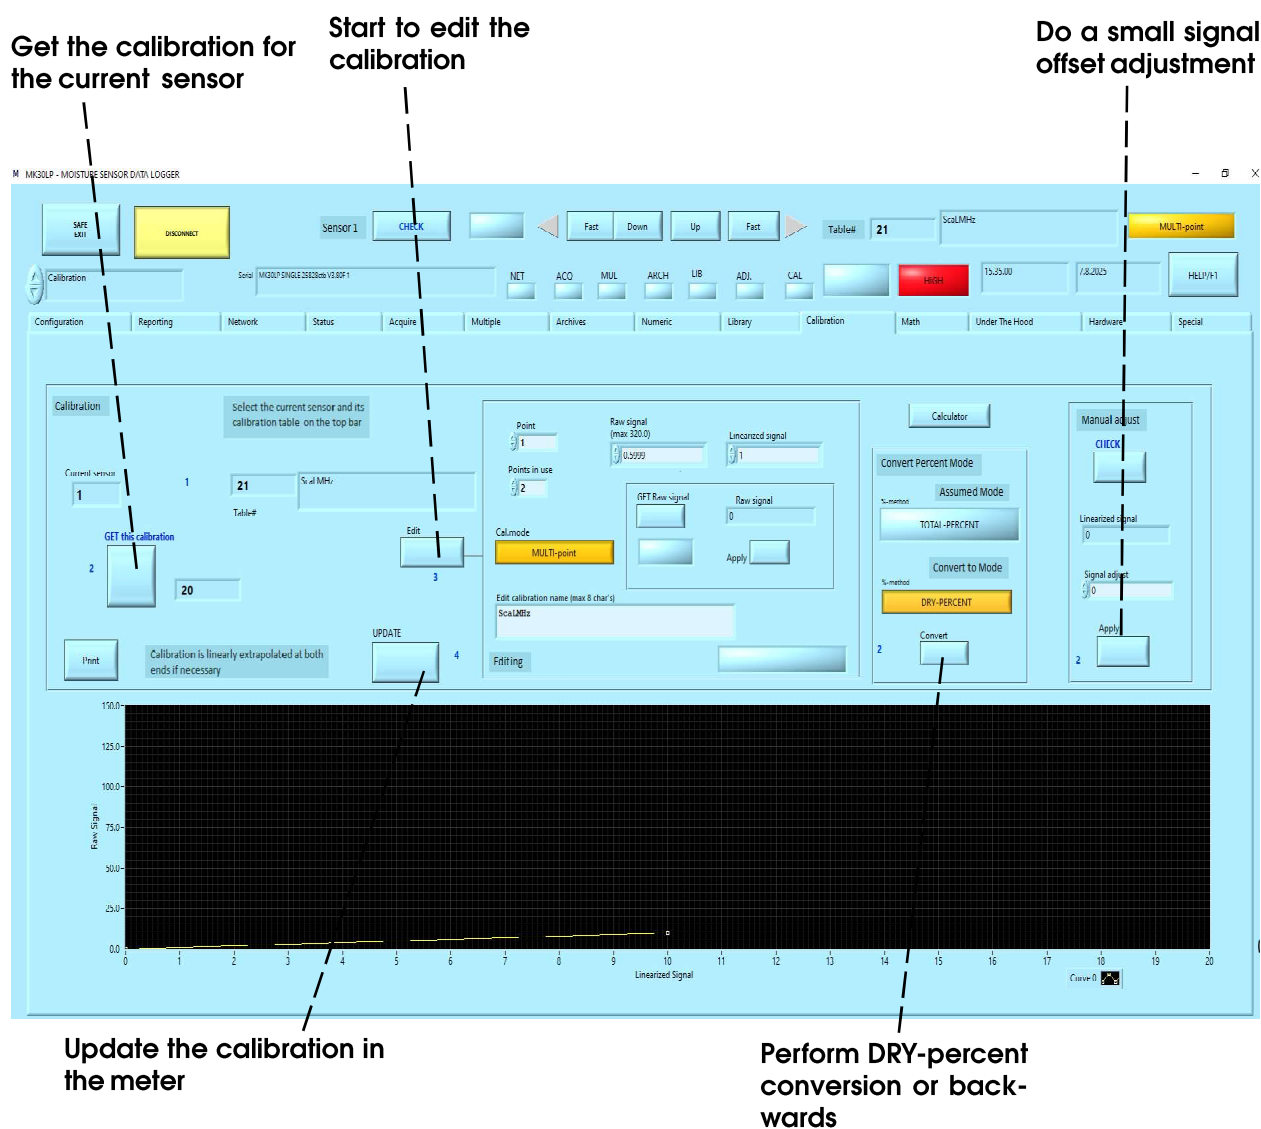 Get the calibration for
the current sensor
Start to edit the
calibration
Do a small signal
offset adjustment
M MK30LP - MOISTURE SENSOR DATA LOGGER
SAFE
EXIT
DISCONNECT
Sensor 1
CHECK
Fast
Down
Up
Fast
Table#
21
ScaLMHz
MULTI-point
Calibration
Serial
MK30LP SINGLE 25828ctb V3.80F1
NET
ACQ
MUL
ARCH
LIB
ADJ.
CAL
HIGH
15.35.00
7.8.2025
HELP/F1
Configuration
Reporting
Network
Status
Acquire
Multiple
Archives
Numeric
Library
Calibration
Math
Under The Hood
Hardware
Special
Calibration
Select the current sensor and its
calibration table on the top bar
Current sensor
1
1
21
ScaLMHz
Table#
GET this calibration
2
20
Edit
3
UPDATE
4
Print
Calibration is linearly extrapolated at both
ends if necessary
Point
1
Raw signal
(max 320.0)
0.5999
Linearized signal
1
Points in use
2
GET Raw signal
Raw signal
0
Cal.mode
MULTI-point
Apply
Edit calibration name (max 8 char's)
ScaLMHz
Editing
Calculator
Convert Percent Mode
Assumed Mode
%-method
TOTAL-PERCENT
Convert to Mode
%-method
DRY-PERCENT
Convert
2
Manual adjust
CHECK
Linearized signal
0
Signal adjust
0
Apply
2
150.0
125.0
100.0
75.0
50.0
25.0
0.0
Raw Signal
0 1 2 3 4 5 6 7 8 9 10 11 12 13 14 15 16 17 18 19 20
Linearized Signal
Curve 0
Update the calibration in
the meter
Perform DRY-percent
conversion or back-
wards